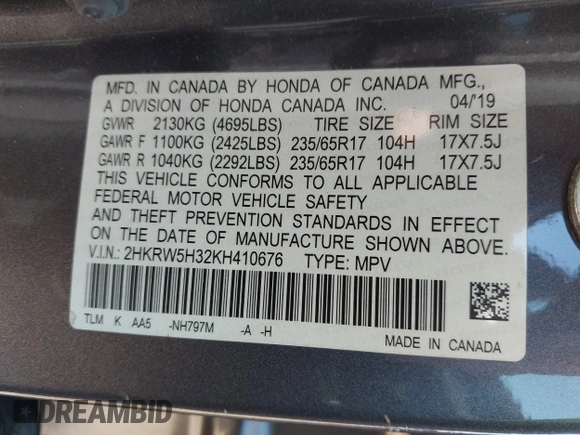 MFD. IN CANADA BY HONDA OF CANADA MFG.,
A DIVISION OF HONDA CANADA INC. 04/'19
GVWR 2130KG (4695LBS) TIRE SIZE RIM SIZE
GAWR F 1100KG (2425LBS) 235/65R17 104H 17X7.5J
GAWR R 1040KG (2292LBS) 235/65R17 104H 17X7.5J
THIS VEHICLE CONFORMS TO ALL APPLICABLE
FEDERAL MOTOR VEHICLE SAFETY
AND THEFT PREVENTION STANDARDS IN EFFECT
ON THE DATE OF MANUFACTURE SHOWN ABOVE.
V.I.N.: 2HKRW5H32KH410676 TYPE: MPV
TLM K AA5 -NH797M -A -H
MADE IN CANADA
DREAMBID